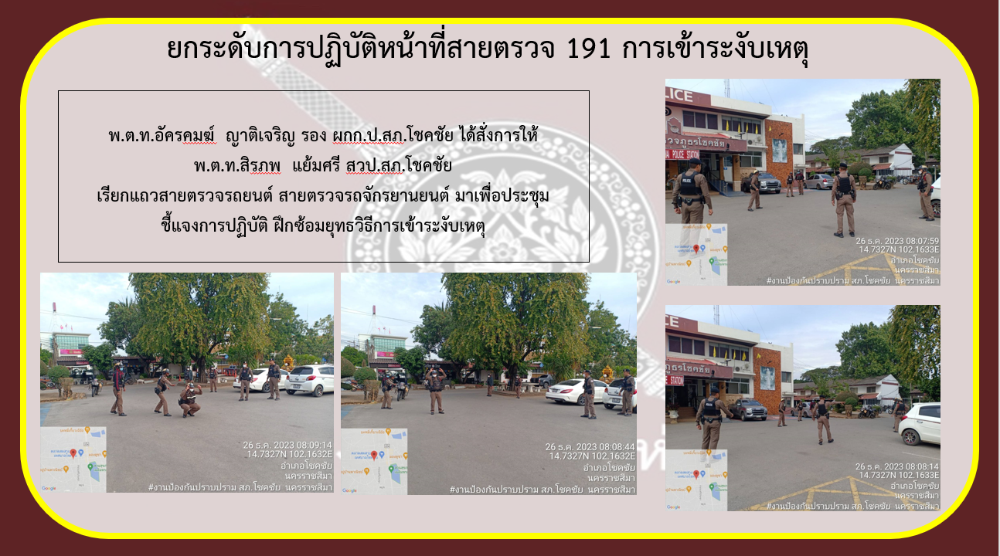 ยกระดับการปฏิบัติหน้าที่สายตรวจ 191 การเข้าระงับเหตุ
พ.ต.ท.อัครคมฆ์ ญาติเจริญ รอง ผกก.ป.สภ.โชคชัย ได้สั่งการให้
พ.ต.ท.สิรภพ แย้มศรี สวป.สภ.โชคชัย
เรียกแถวสายตรวจรถยนต์ สายตรวจรถจักรยานยนต์ มาเพื่อประชุม
ชี้แจงการปฏิบัติ ฝึกซ้อมยุทธวิธีการเข้าระงับเหตุ
LICE
วจภูธรโชคชัย
POLICE STATION
26 ธ.ค. 2023 08:07:59
14.7327N 102.1633E
อำเภอโชคชัย
นครราชสีมา
#งานป้องกันปราบปราม สภ.โชคชัย นครราชสีมา
Google
26 ธ.ค. 2023 08:09:14
14.7327N 102.1632E
อำเภอโชคชัย
นครราชสีมา
#งานป้องกันปราบปราม สภ.โชคชัย นครราชสีมา
Google
26 ธ.ค. 2023 08:08:44
14.7327N 102.1632E
อำเภอโชคชัย
นครราชสีมา
#งานป้องกันปราบปราม สภ.โชคชัย นครราชสีมา
Google
CE
ภูธรโชคชัย
STATION
26 ธ.ค. 2023 08:08:14
14.7327N 102.1633E
อำเภอโชคชัย
นครราชสีมา
#งานป้องกันปราบปราม สภ.โชคชัย นครราชสีมา
Google